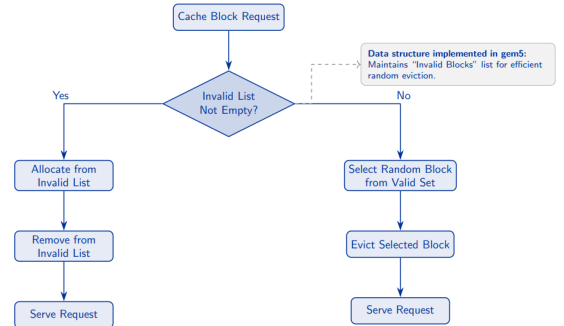 Cache Block Request
Data structure implemented in gem5:
Maintains “Invalid Blocks” list for efficient
random eviction.
Invalid List
Not Empty?
Yes
No
Allocate from
Invalid List
Select Random Block
from Valid Set
Remove from
Invalid List
Evict Selected Block
Serve Request
Serve Request